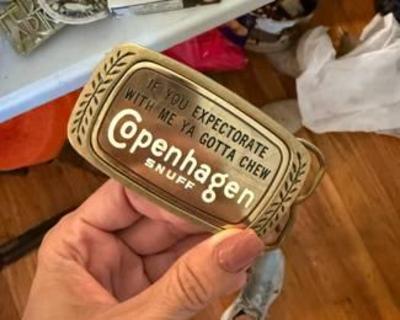 IF YOU EXPECTORATE
WITH ME YA GOTTA CHEW
Copenhagen
SNUFF